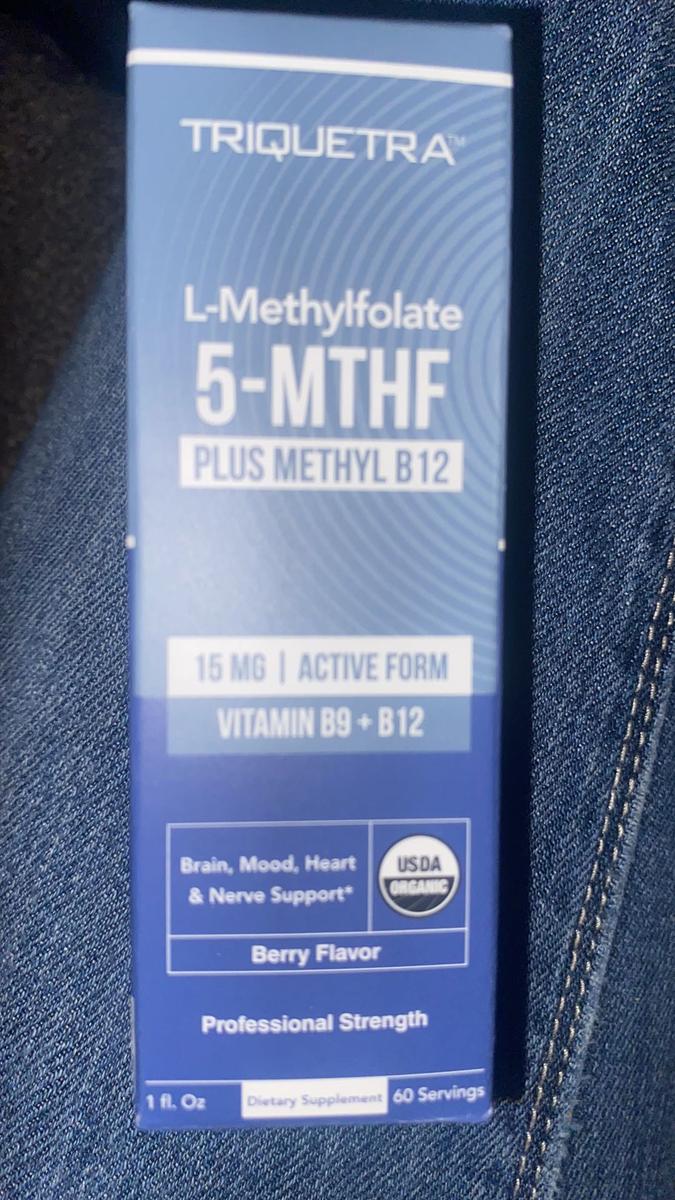 TRIQUETRA™
L-Methylfolate
5-MTHF
PLUS METHYL B12
15 MG | ACTIVE FORM
VITAMIN B9 + B12
Brain, Mood, Heart
& Nerve Support*
USDA
ORGANIC
Berry Flavor
Professional Strength
1 fl. Oz
Dietary Supplement
60 Servings